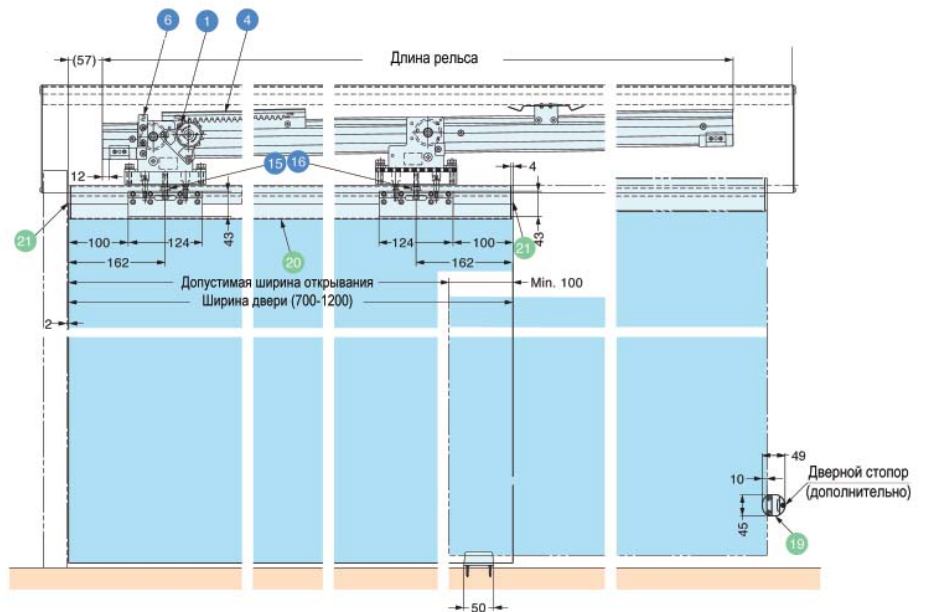 6 1 4
(57) Длина рельса
12 15 16 4
21 100 124 43 20 124 100 21 43
162 162
Допустимая ширина открывания Min. 100
Ширина двери (700-1200)
2
49
10 Дверной стопор
(дополнительно)
45
19
50